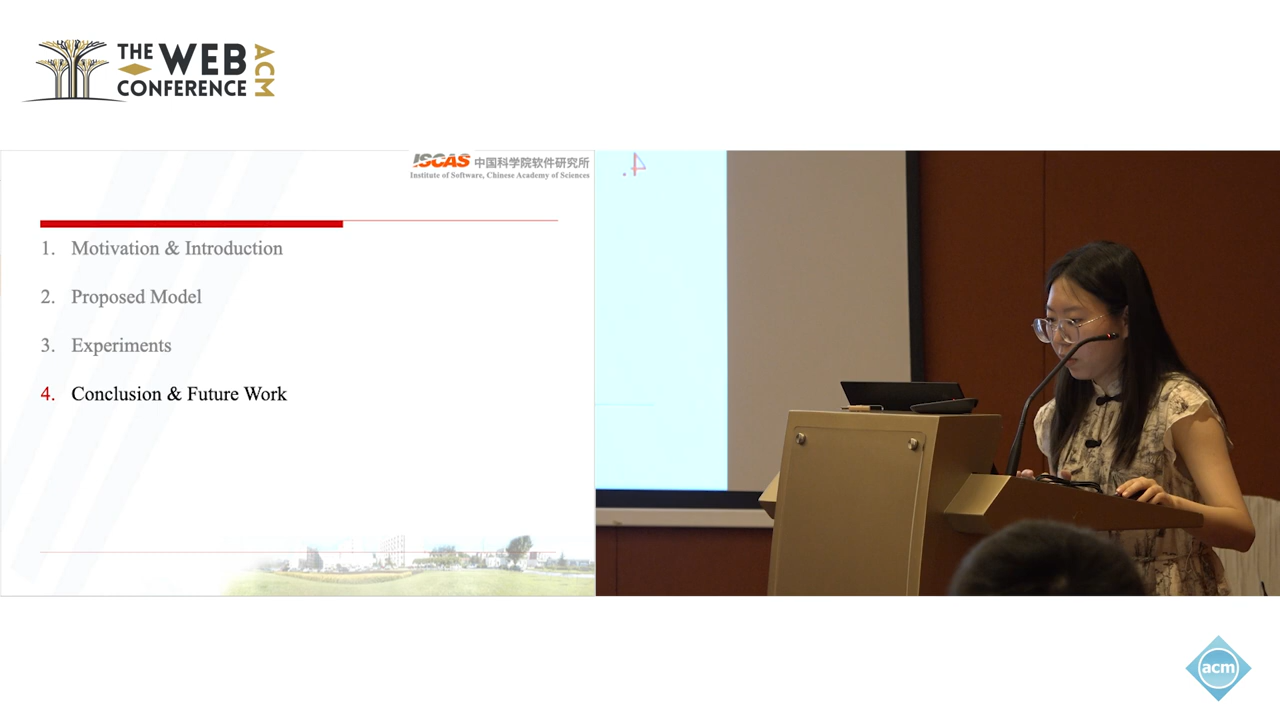 THE WEB
CONFERENCE
ACM
ISCAS 中国科学院软件研究所
Institute of Software, Chinese Academy of Sciences
1. Motivation & Introduction
2. Proposed Model
3. Experiments
4. Conclusion & Future Work
4.
acm